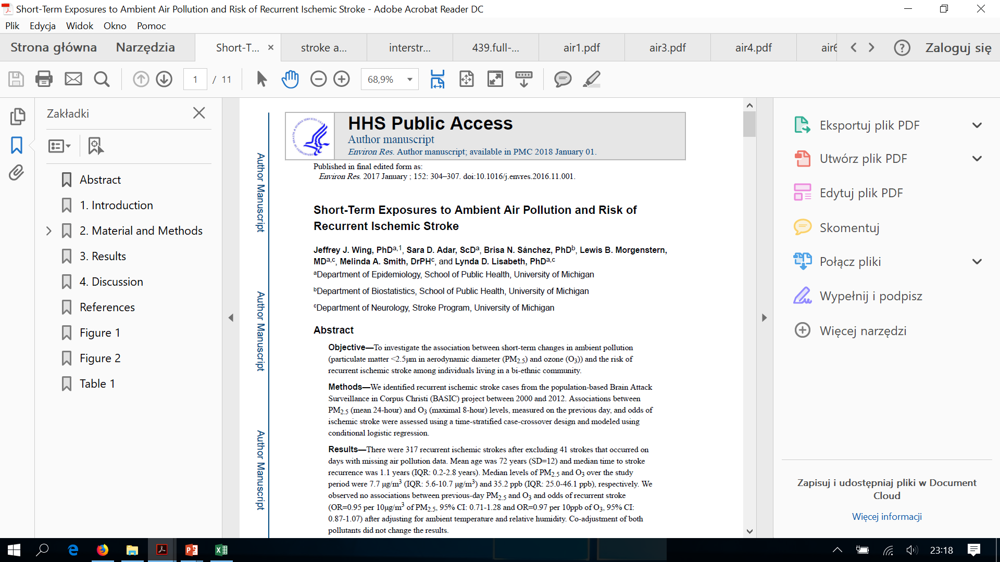 Short-Term Exposures to Ambient Air Pollution and Risk of Recurrent Ischemic Stroke - Adobe Acrobat Reader DC
Plik Edycja Widok Okno Pomoc
Strona główna Narzędzia Short-T... stroke a... interstr... 439.full-... air1.pdf air3.pdf air4.pdf Zaloguj się
1 / 11 68,9%
Zakładki
Abstract
1. Introduction
2. Material and Methods
3. Results
4. Discussion
References
Figure 1
Figure 2
Table 1
Author Manuscript
Author Manuscript
Author Manuscript
HHS Public Access
Author manuscript
Environ Res. Author manuscript; available in PMC 2018 January 01.
Published in final edited form as:
Environ Res. 2017 January ; 152: 304–307. doi:10.1016/j.envres.2016.11.001.
Short-Term Exposures to Ambient Air Pollution and Risk of
Recurrent Ischemic Stroke
Jeffrey J. Wing, PhDa,1, Sara D. Adar, ScDa, Brisa N. Sánchez, PhDb, Lewis B. Morgenstern,
MDa,c, Melinda A. Smith, DrPHc, and Lynda D. Lisabeth, PhDa,c
aDepartment of Epidemiology, School of Public Health, University of Michigan
bDepartment of Biostatistics, School of Public Health, University of Michigan
cDepartment of Neurology, Stroke Program, University of Michigan
Abstract
Objective—To investigate the association between short-term changes in ambient pollution
(particulate matter <2.5μm in aerodynamic diameter (PM2.5) and ozone (O3)) and the risk of
recurrent ischemic stroke among individuals living in a bi-ethnic community.
Methods—We identified recurrent ischemic stroke cases from the population-based Brain Attack
Surveillance in Corpus Christi (BASIC) project between 2000 and 2012. Associations between
PM2.5 (mean 24-hour) and O3 (maximal 8-hour) levels, measured on the previous day, and odds of
ischemic stroke were assessed using a time-stratified case-crossover design and modeled using
conditional logistic regression.
Results—There were 317 recurrent ischemic strokes after excluding 41 strokes that occurred on
days with missing air pollution data. Mean age was 72 years (SD=12) and median time to stroke
recurrence was 1.1 years (IQR: 0.2-2.8 years). Median levels of PM2.5 and O3 over the study
period were 7.7 μg/m3 (IQR: 5.6-10.7 μg/m3) and 35.2 ppb (IQR: 25.0-46.1 ppb), respectively. We
observed no associations between previous-day PM2.5 and O3 and odds of recurrent stroke
(OR=0.95 per 10μg/m3 of PM2.5, 95% CI: 0.71-1.28 and OR=0.97 per 10ppb of O3, 95% CI:
0.87-1.07) after adjusting for ambient temperature and relative humidity. Co-adjustment of both
pollutants did not change the results.
Eksportuj plik PDF
Utwórz plik PDF
Edytuj plik PDF
Skomentuj
Połącz pliki
Wypełnij i podpisz
Więcej narzędzi
Zapisuj i udostępniaj pliki w Document
Cloud
Więcej informacji
23:18